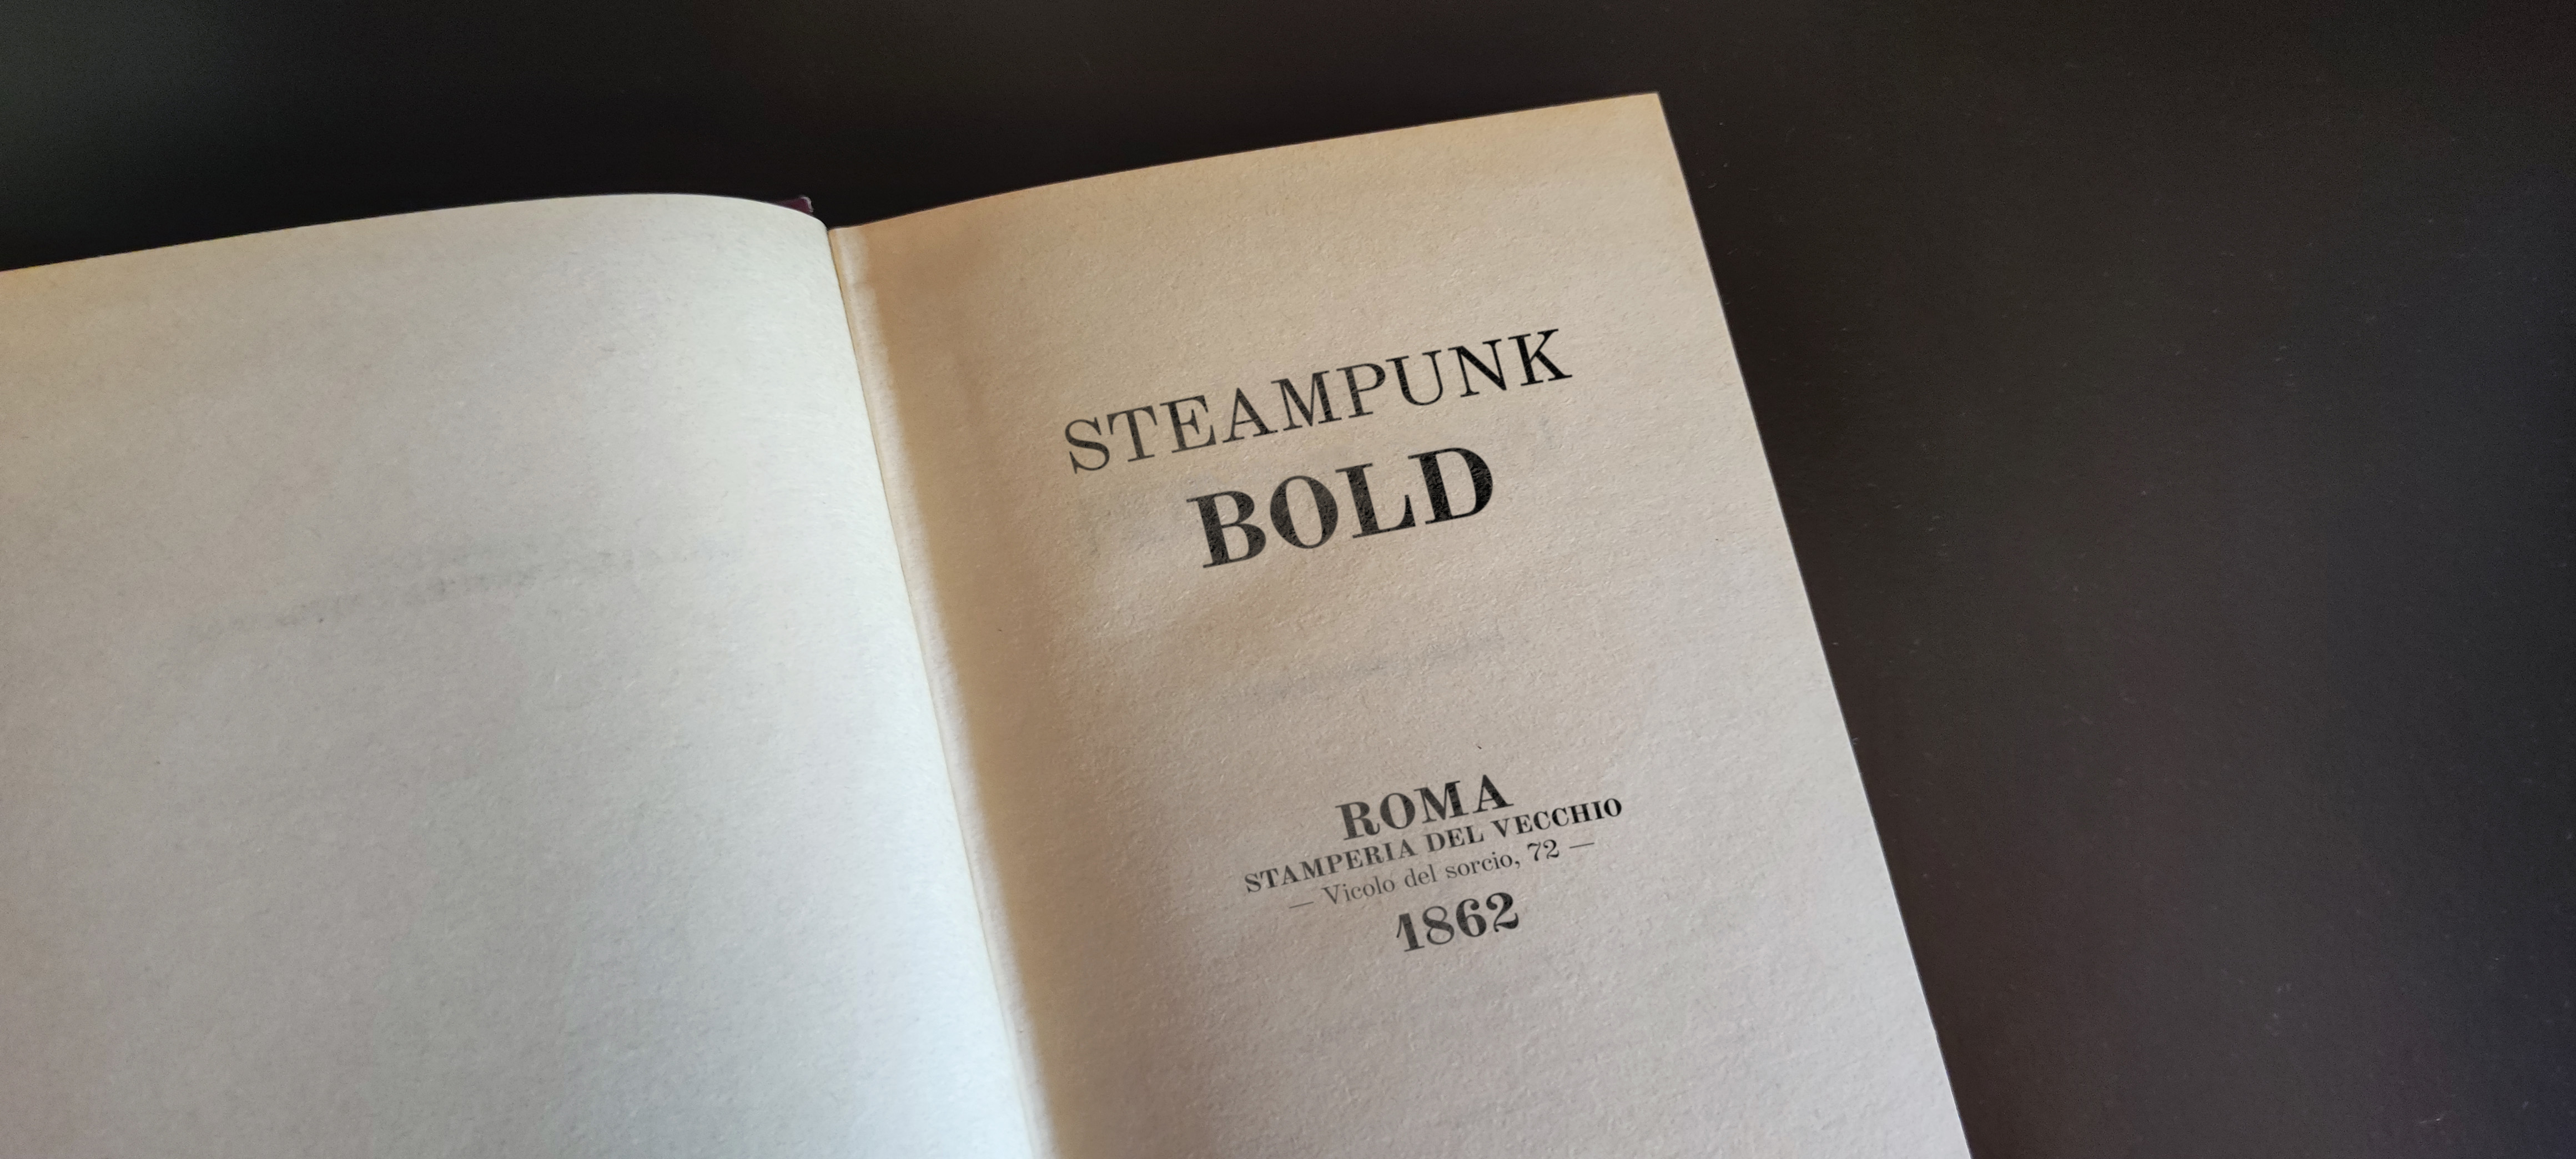 STEAMPUNK
BOLD
ROMA
STAMPERIA DEL VECCHIO
— Vicolo del sorcio, 72 —
1862